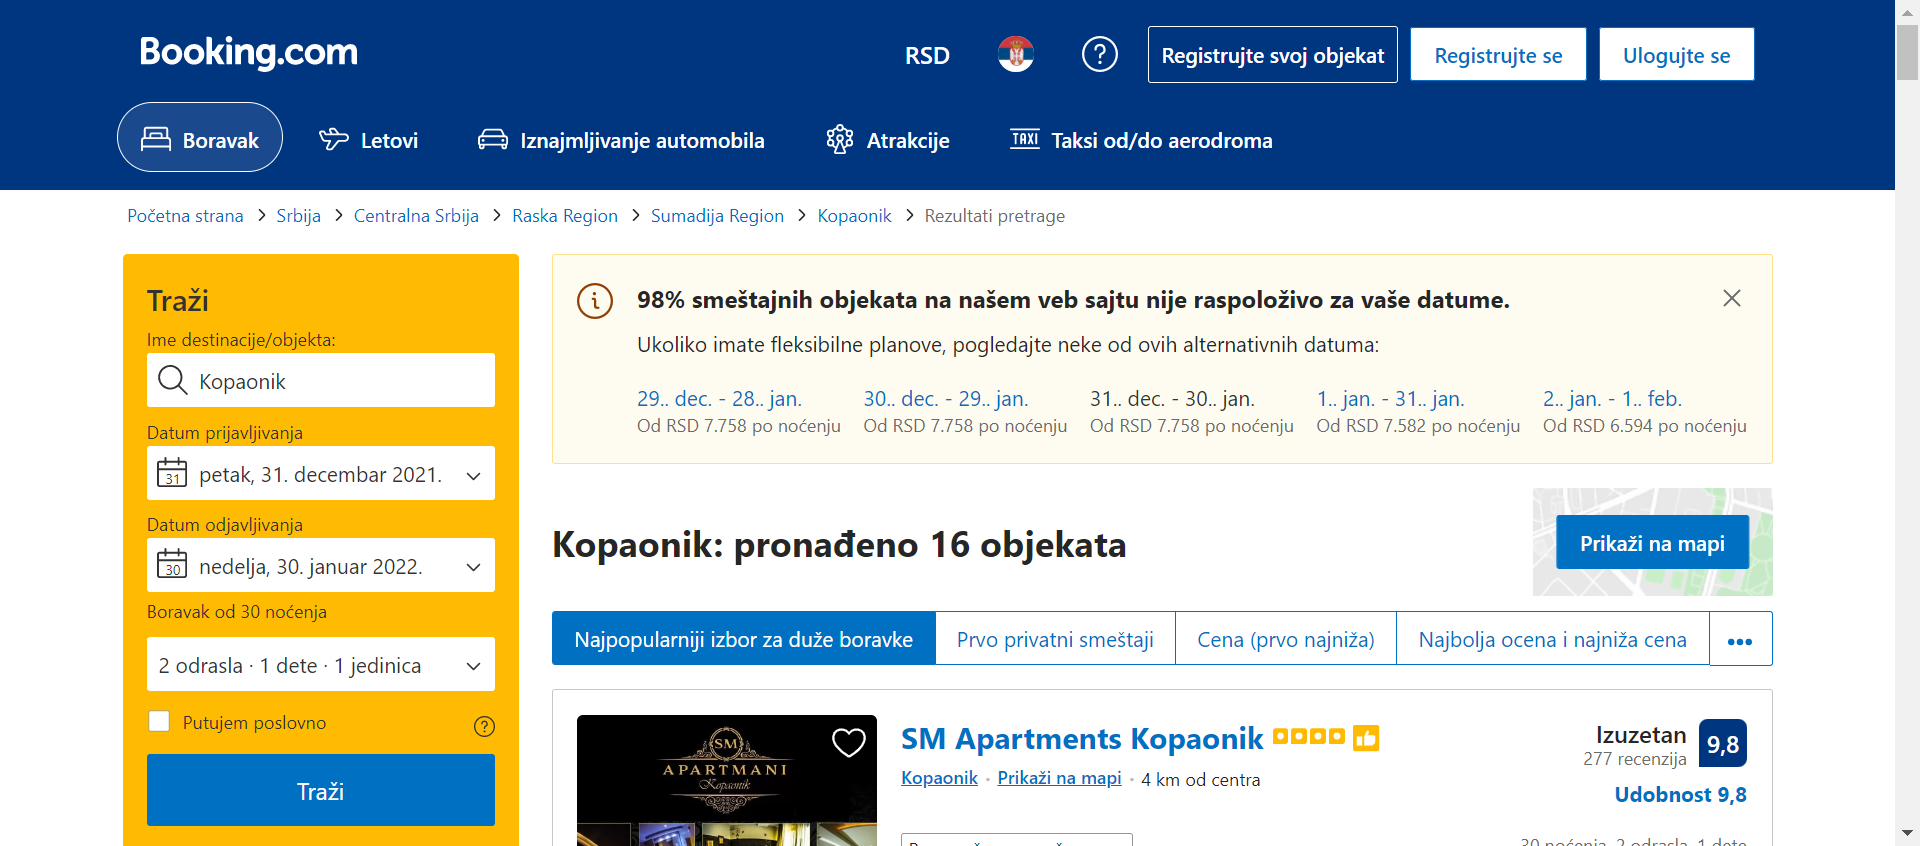 Booking.com
RSD
Registrujte svoj objekat
Registrujte se
Ulogujte se
Boravak
Letovi
Iznajmljivanje automobila
Atrakcije
TAXI Taksi od/do aerodroma
Početna strana > Srbija > Centralna Srbija > Raska Region > Sumadija Region > Kopaonik > Rezultati pretrage
Traži
Ime destinacije/objekta:
Kopaonik
Datum prijavljivanja
31 petak, 31. decembar 2021.
Datum odjavljivanja
30 nedelja, 30. januar 2022.
Boravak od 30 noćenja
2 odrasla · 1 dete · 1 jedinica
Putujem poslovno
Traži
98% smeštajnih objekata na našem veb sajtu nije raspoloživo za vaše datume.
Ukoliko imate fleksibilne planove, pogledajte neke od ovih alternativnih datuma:
29.. dec. - 28.. jan.
Od RSD 7.758 po noćenju
30.. dec. - 29.. jan.
Od RSD 7.758 po noćenju
31.. dec. - 30.. jan.
Od RSD 7.758 po noćenju
1.. jan. - 31.. jan.
Od RSD 7.582 po noćenju
2.. jan. - 1.. feb.
Od RSD 6.594 po noćenju
Kopaonik: pronađeno 16 objekata
Prikaži na mapi
Najpopularniji izbor za duže boravke
Prvo privatni smeštaji
Cena (prvo najniža)
Najbolja ocena i najniža cena
SM
APARTMANI
Kopaonik
SM Apartments Kopaonik
Kopaonik · Prikaži na mapi · 4 km od centra
Izuzetan
277 recenzija
9,8
Udobnost 9,8
30 noćenja, 2 odrasla, 1 dete